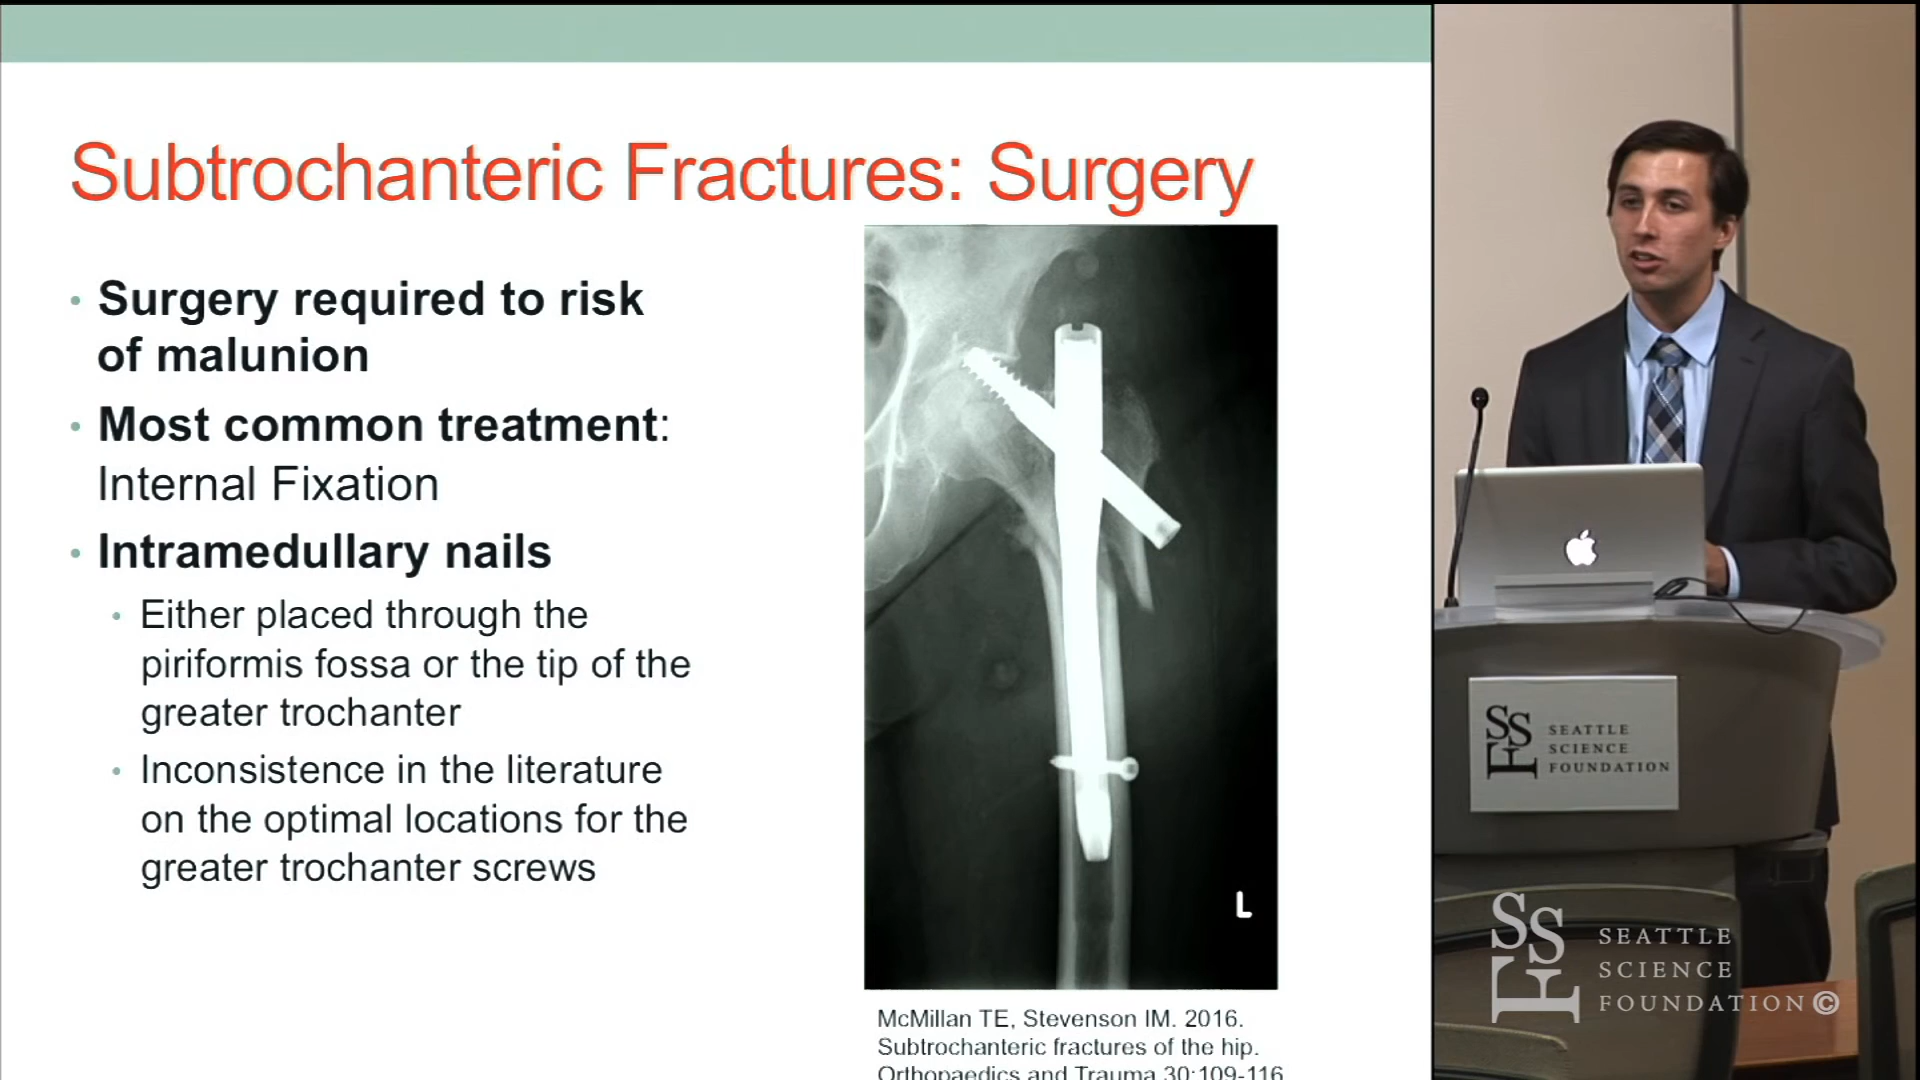 Subtrochanteric Fractures: Surgery
• Surgery required to risk
of malunion
• Most common treatment:
Internal Fixation
• Intramedullary nails
• Either placed through the
piriformis fossa or the tip of the
greater trochanter
• Inconsistence in the literature
on the optimal locations for the
greater trochanter screws
L
McMillan TE, Stevenson IM. 2016.
Subtrochanteric fractures of the hip.
Orthopaedics and Trauma 30:109-116
SSF
SEATTLE
SCIENCE
FOUNDATION
SSF
SEATTLE
SCIENCE
FOUNDATION©